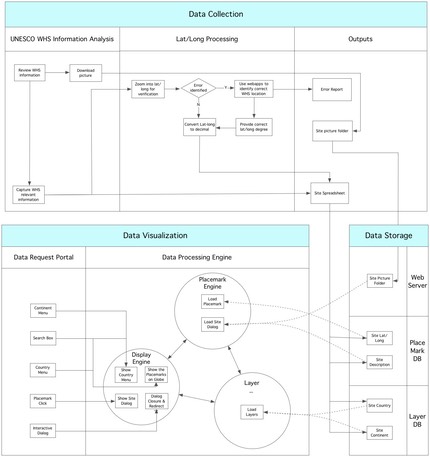 Data Collection
UNESCO WHS Information Analysis
Lat/Long Processing
Outputs
Review WHS
information
Download
picture
Zoom into lat/
long for
verification
Error
identified
Y
N
Use webapps to
identify correct
WHS location
Error Report
Convert Lat-long
to decimal
Provide correct
lat/long degree
Site picture folder
Capture WHS
relevant
information
Site Spreadsheet
Data Visualization
Data Request Portal
Data Processing Engine
Continent
Menu
Search Box
Country
Menu
Placemark
Click
Interactive
Dialog
Placemark
Engine
Load
Placemark
Load Site
Dialog
Display
Engine
Show
Country
Menu
Show the
Placemarks
on Globe
Show Site
Dialog
Dialog
Closure &
Redirect
Layer
Load
Layers
Data Storage
Site Picture
Folder
Web
Server
Site Lat/
Long
Site
Description
Place
Mark
DB
Site Country
Site
Continent
Layer
DB